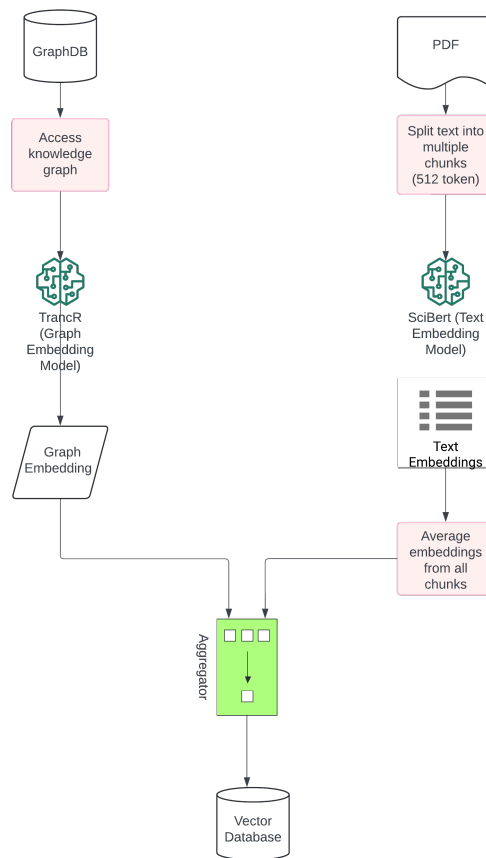 GraphDB
PDF
Access
knowledge
graph
Split text into
multiple
chunks
(512 token)
TrancR
(Graph
Embedding
Model)
SciBert (Text
Embedding
Model)
Graph
Embedding
Text
Embeddings
Average
embeddings
from all
chunks
Aggregator
Vector
Database